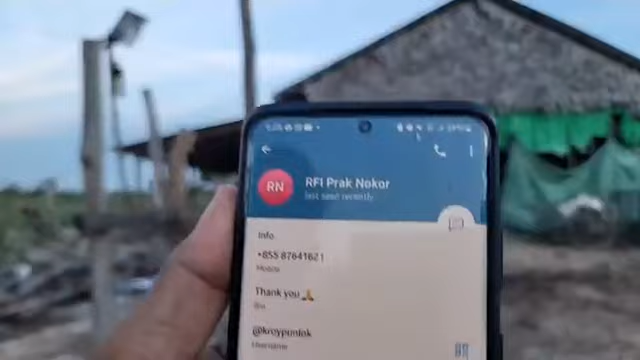 RN
RFI Prak Nokor
last seen recently
Info
+855 87641621
Mobile
Thank you 🙏
Bio
@kroypunlok
Username